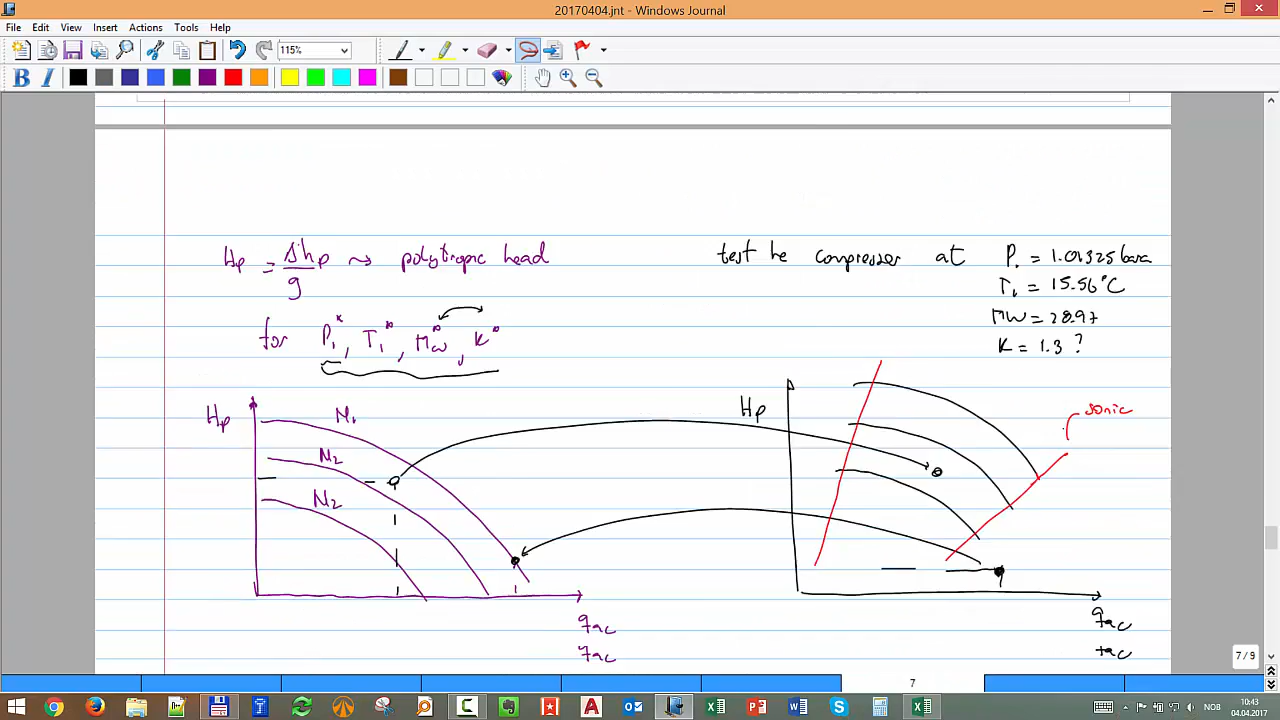 20170404.jnt - Windows Journal
File Edit View Insert Actions Tools Help
115%
B I
Hp = Δhp / g ⇝ polytropic head
test he compressor at P1 = 1.01325 bara
T1 = 15.56°C
MW = 28.97
K = 1.3 ?
for P1*, T1*, Mw*, K*
Hp
N1
N2
N2
qac
qac
Hp
sonic
qac
7 / 9
7
NOB
10:43
04.04.2017